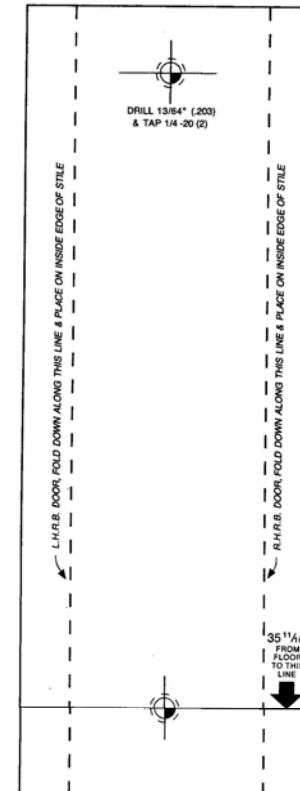 DRILL 13/64" (.203)
& TAP 1/4 -20 (2)
L.H.R.B. DOOR, FOLD DOWN ALONG THIS LINE & PLACE ON INSIDE EDGE OF STILE
R.H.R.B. DOOR, FOLD DOWN ALONG THIS LINE & PLACE ON INSIDE EDGE OF STILE
35 11/16
FROM
FLOOR
TO THIS
LINE